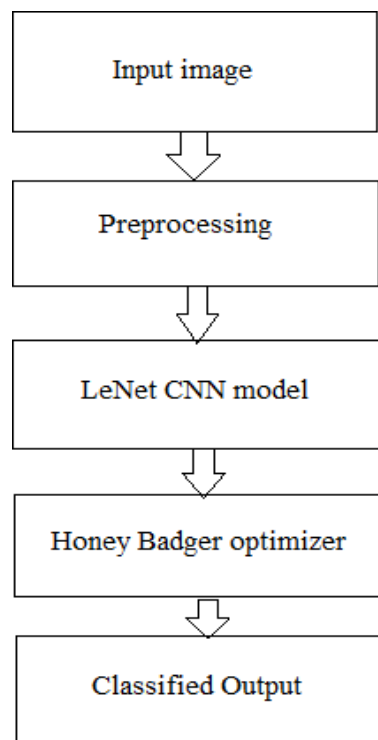 Input image
Preprocessing
LeNet CNN model
Honey Badger optimizer
Classified Output